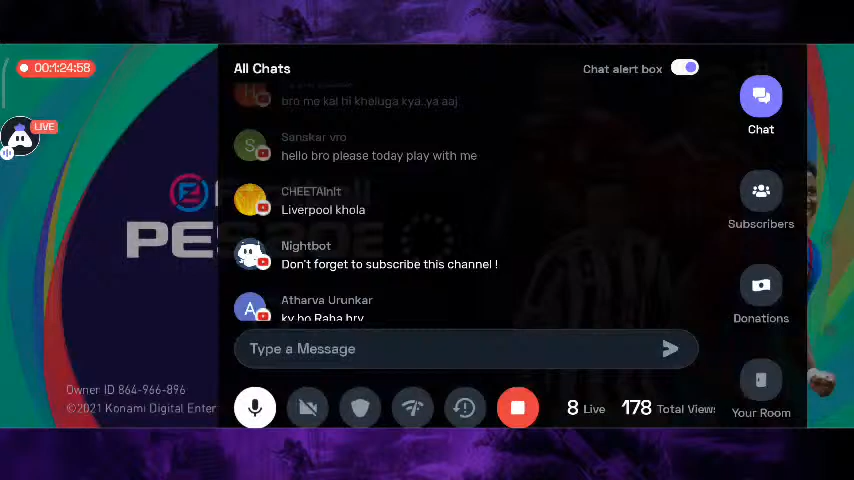 00:1:24:58
All Chats
Chat alert box
bro me kal hi kheluga kya..ya aaj
LIVE
S
Sanakar vro
hello bro please today play with me
Chat
CHEETAInIt
Liverpool khola
Subscribers
PES
Nightbot
Don't forget to subscribe this channel !
A
Atharva Urunkar
Donations
Type a Message
Owner ID 864-966-896
©2021 Konami Digital Enter
8 Live
178 Total Views
Your Room